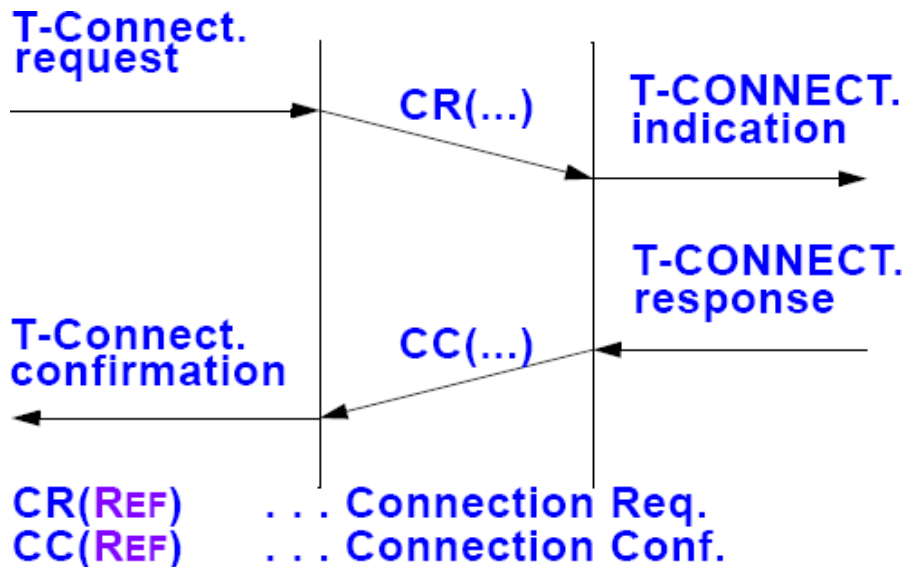 T-Connect.
request
CR(...)
T-CONNECT.
indication
T-CONNECT.
response
T-Connect.
confirmation
CC(...)
CR(REF) . . . Connection Req.
CC(REF) . . . Connection Conf.